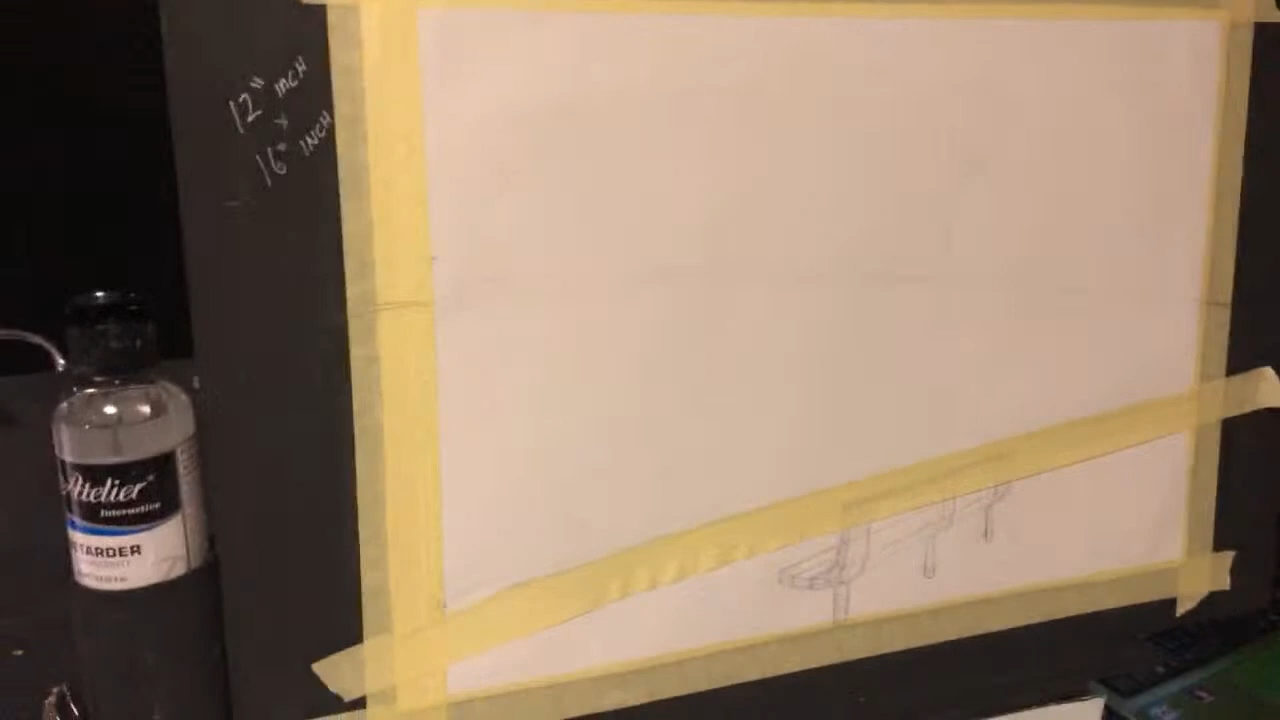 12" INCH
x
16" INCH
Atelier
Interactive
TARDER